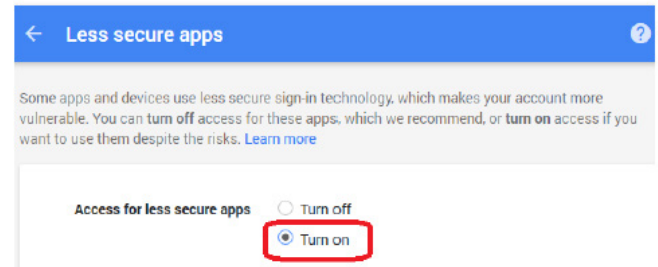 Less secure apps
Some apps and devices use less secure sign-in technology, which makes your account more
vulnerable. You can turn off access for these apps, which we recommend, or turn on access if you
want to use them despite the risks. Learn more
Access for less secure apps Turn off
Turn on